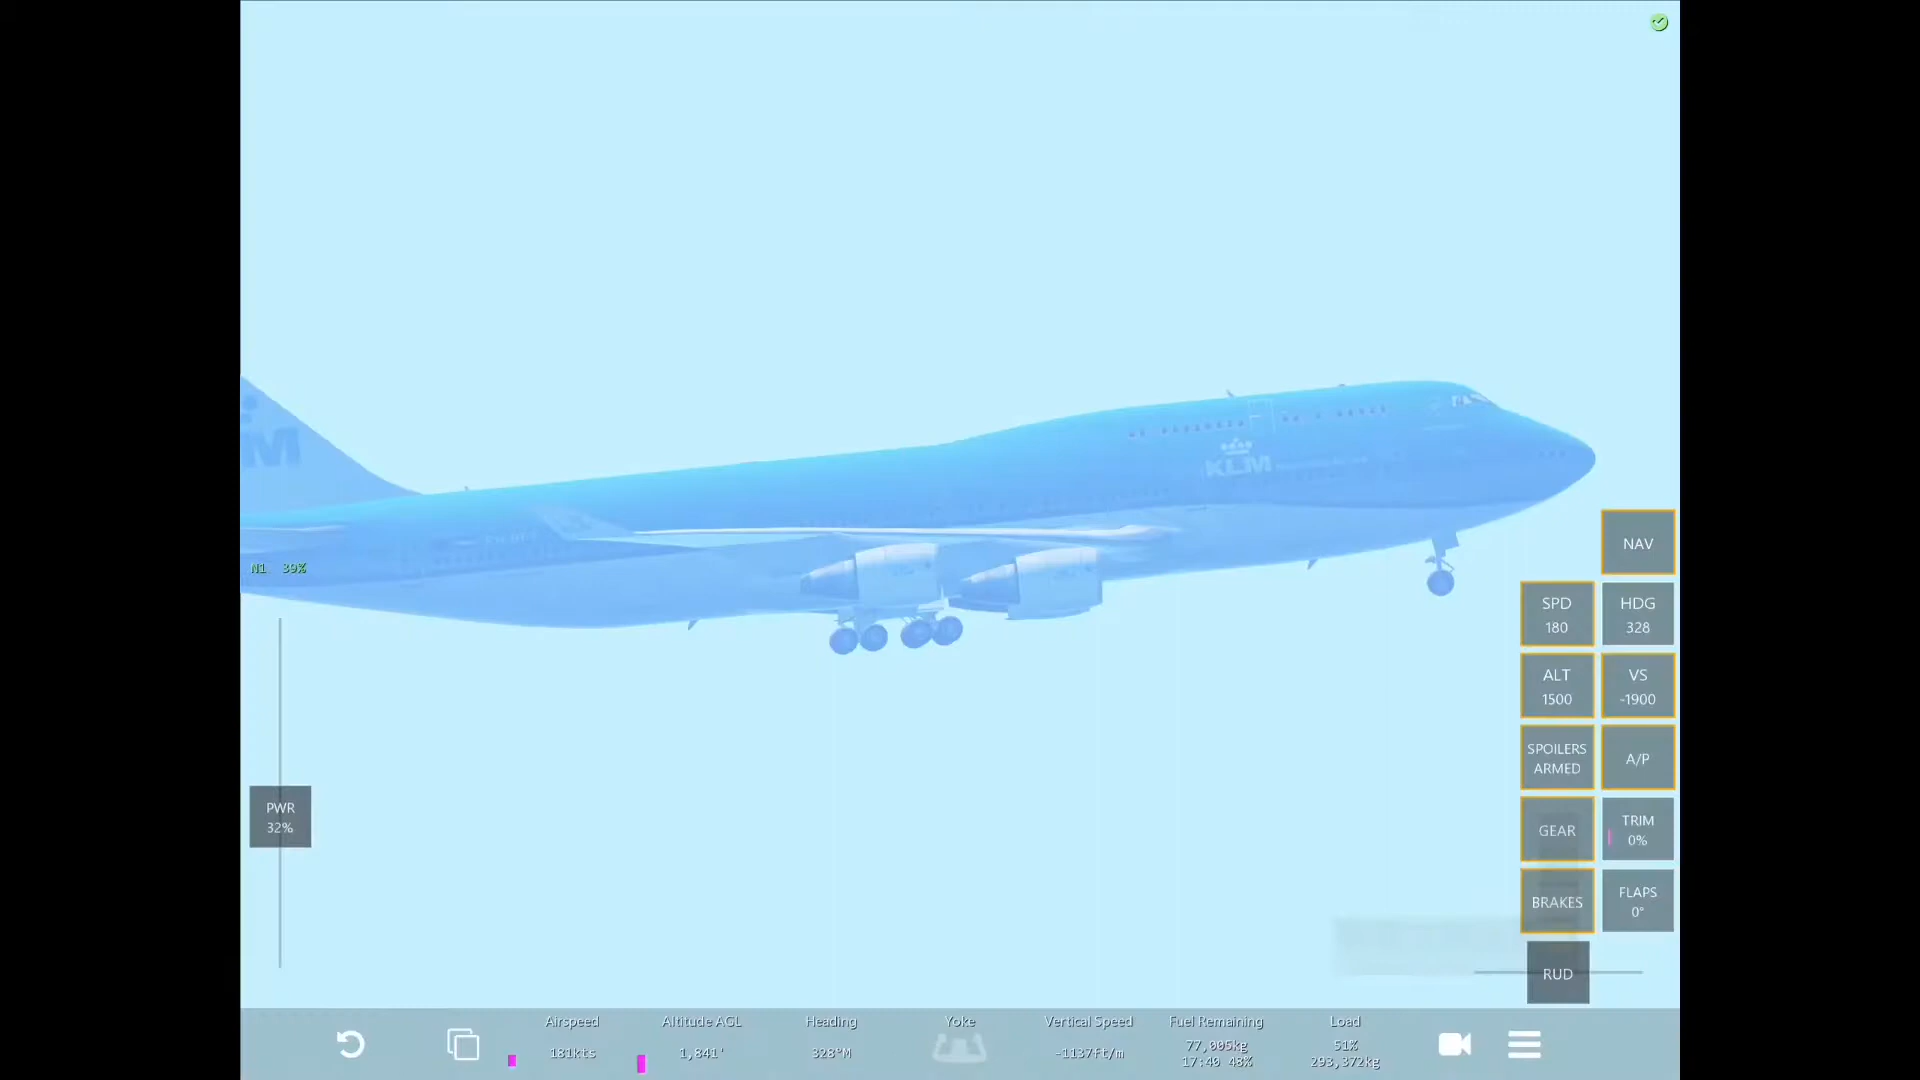 M
KLM
N1 39%
NAV
SPD
180
HDG
328
ALT
1500
VS
-1900
SPOILERS
ARMED
A/P
PWR
32%
GEAR
TRIM
0%
BRAKES
FLAPS
0°
RUD
Airspeed
181kts
Altitude AGL
1,841'
Heading
328°M
Yoke
Vertical Speed
-1137ft/m
Fuel Remaining
77,005kg
17:40 48%
Load
51%
293,372kg